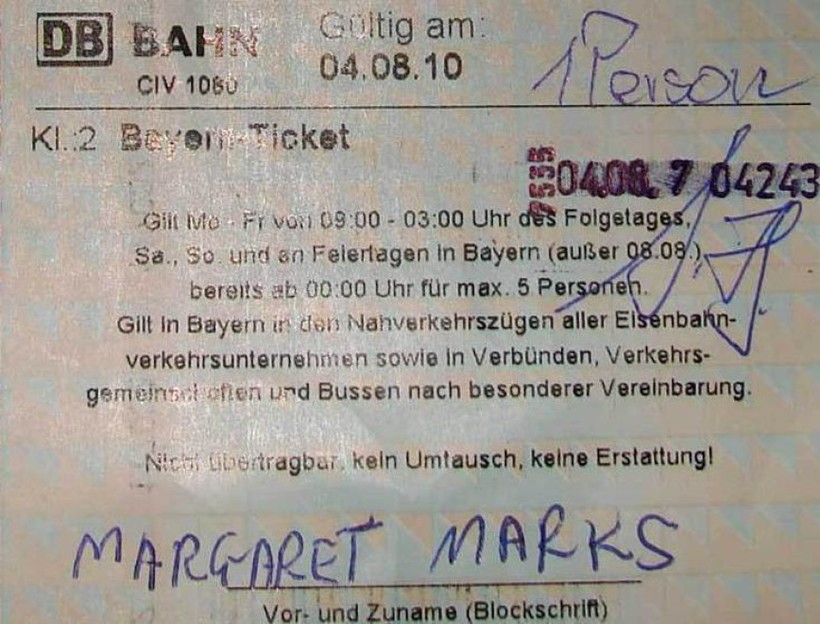 DB BAHN Gültig am:
CIV 1080 04.08.10 1 Person
Kl.:2 Bayern-Ticket
04.08. 7 04243
Gilt Mo - Fr von 09:00 - 03:00 Uhr des Folgetages,
Sa., So. und an Feiertagen in Bayern (außer 08.08.)
bereits ab 00:00 Uhr für max. 5 Personen.
Gilt in Bayern in den Nahverkehrszügen aller Eisenbahn-
verkehrsunternehmen sowie in Verbünden, Verkehrs-
gemeinschaften und Bussen nach besonderer Vereinbarung.
Nicht übertragbar, kein Umtausch, keine Erstattung!
MARGARET MARKS
Vor- und Zuname (Blockschrift)